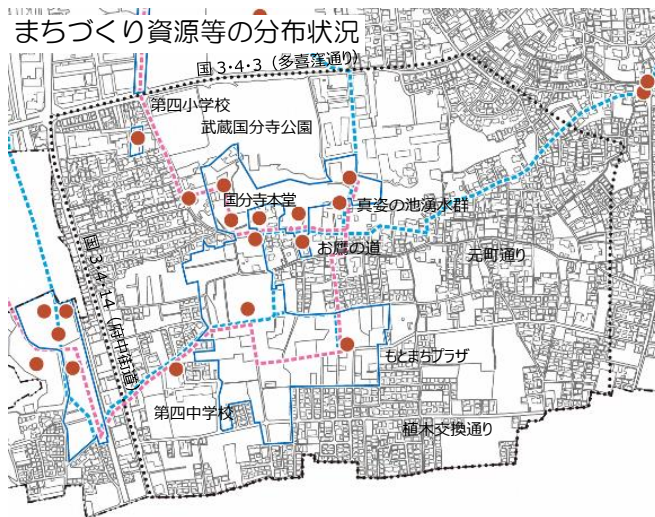 まちづくり資源等の分布状況
国 3・4・3 (多喜窪通り)
第四小学校
武蔵国分寺公園
国分寺本堂
真姿の池湧水群
お鷹の道
元町通り
国 3・4・14 (府中街道)
もとまちプラザ
第四中学校
植木交換通り